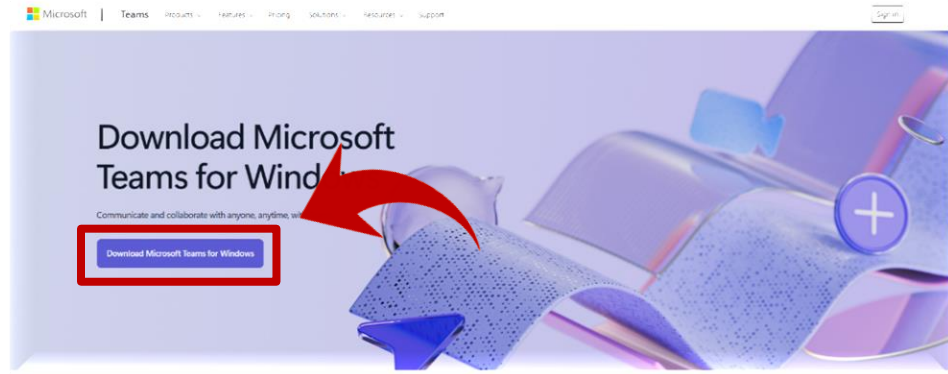 Microsoft | Teams Products Features Pricing Solutions Resources Support Sign in
Download Microsoft
Teams for Wind
Communicate and collaborate with anyone, anytime,
Download Microsoft Teams for Windows